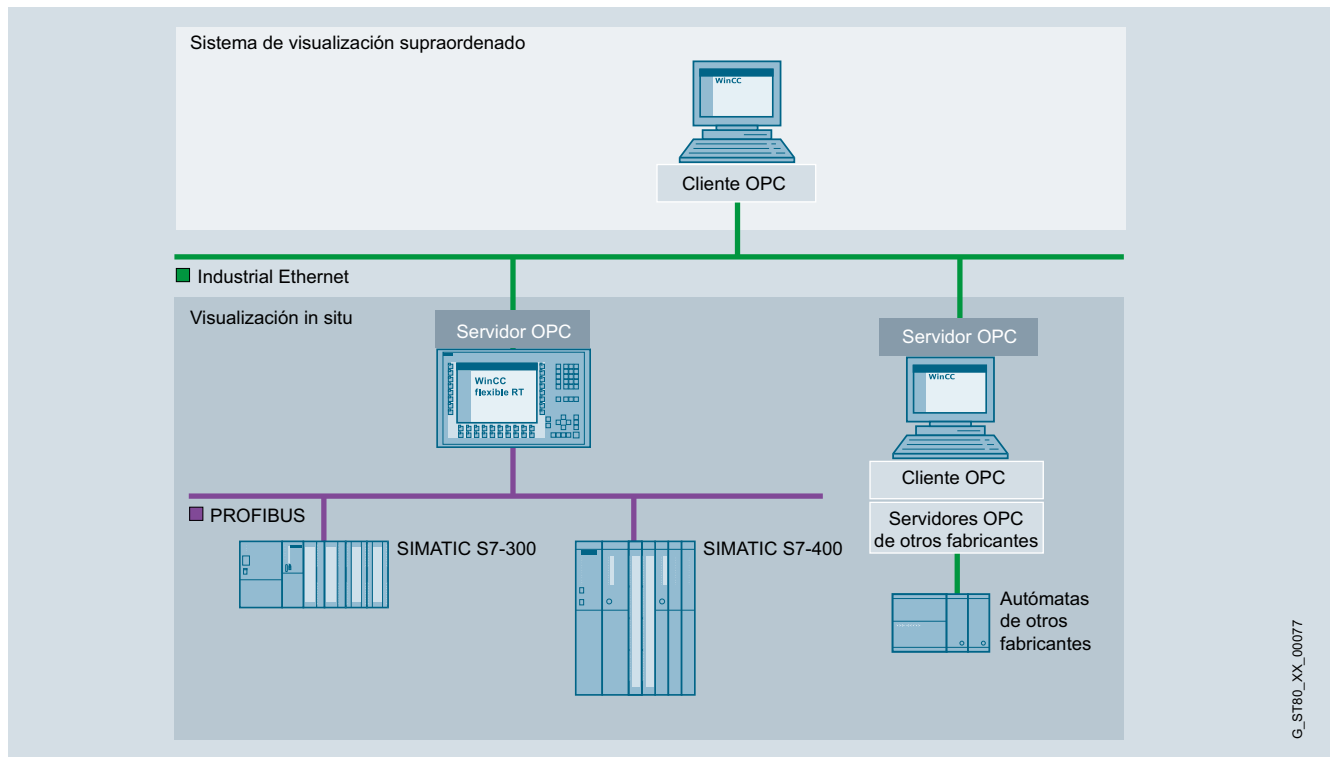 Sistema de visualización supraordenado
WinCC
Cliente OPC
Industrial Ethernet
Visualización in situ
Servidor OPC
WinCC
flexible RT
Servidor OPC
WinCC
Cliente OPC
Servidores OPC
de otros fabricantes
PROFIBUS
SIMATIC S7-300
SIMATIC S7-400
Autómatas
de otros
fabricantes
G_ST80_XX_00077